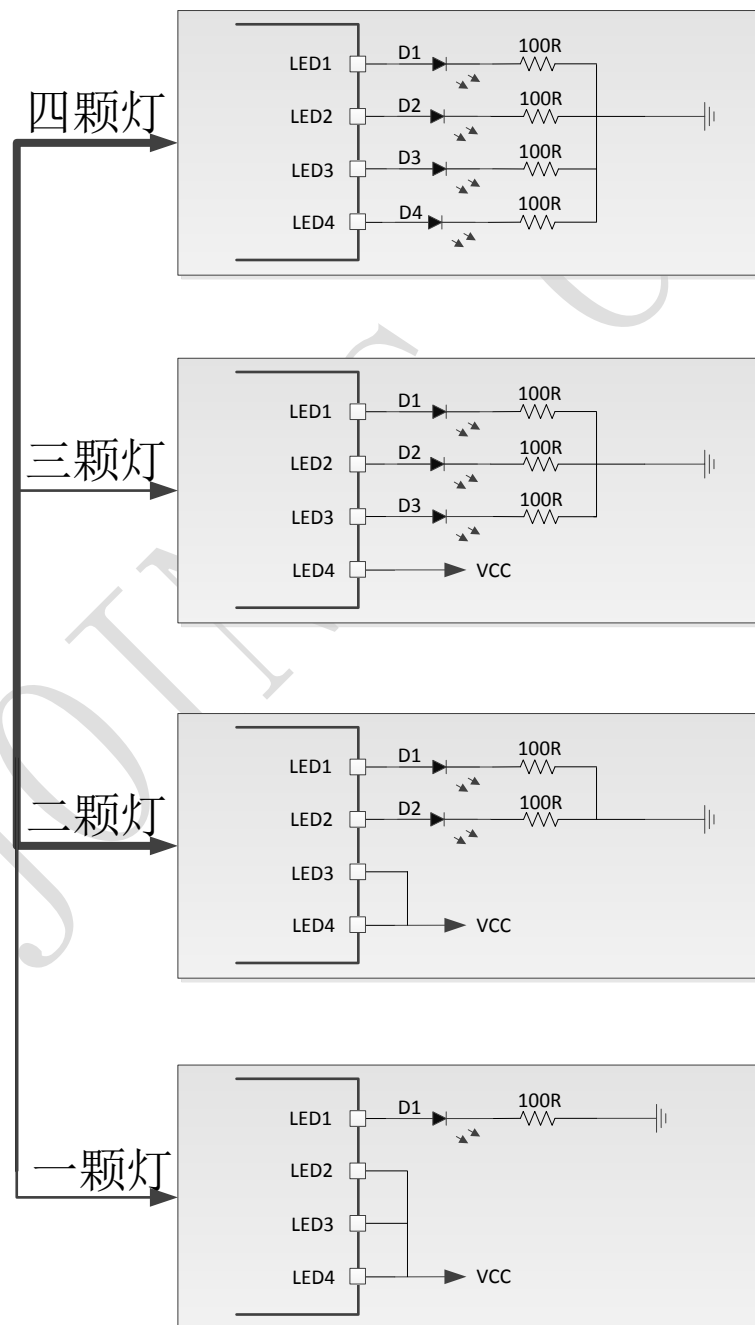 四颗灯
LED1 D1 100R
LED2 D2 100R
LED3 D3 100R
LED4 D4 100R
三颗灯
LED1 D1 100R
LED2 D2 100R
LED3 D3 100R
LED4 VCC
二颗灯
LED1 D1 100R
LED2 D2 100R
LED3
LED4 VCC
一颗灯
LED1 D1 100R
LED2
LED3
LED4 VCC